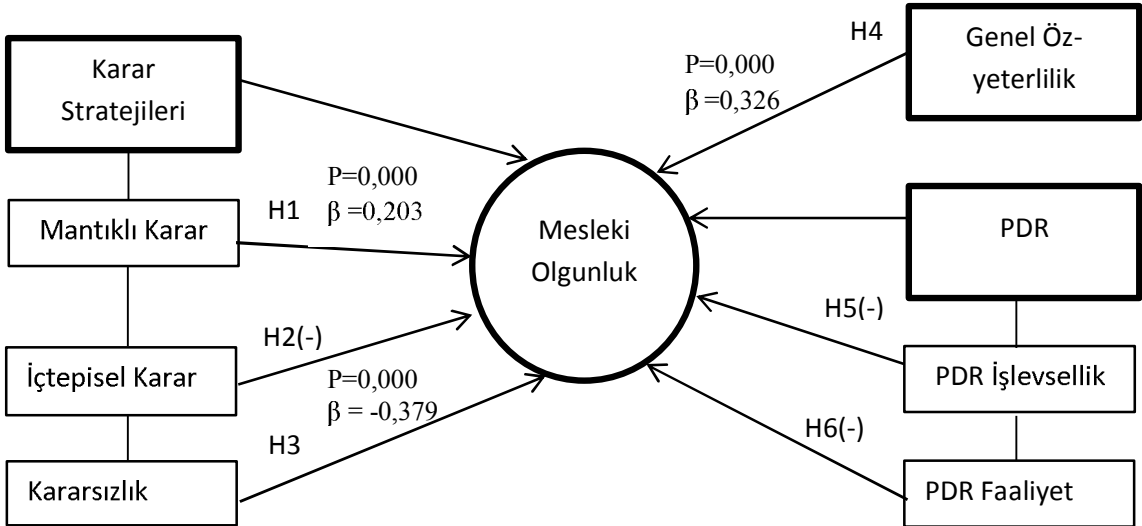 Karar
Stratejileri
H4
P=0,000
β =0,326
Genel Öz-
yeterlilik
P=0,000
β =0,203
H1
Mantıklı Karar
Mesleki
Olgunluk
PDR
H2(-)
İçtepisel Karar
P=0,000
β = -0,379
H3
Kararsızlık
H5(-)
PDR İşlevsellik
H6(-)
PDR Faaliyet